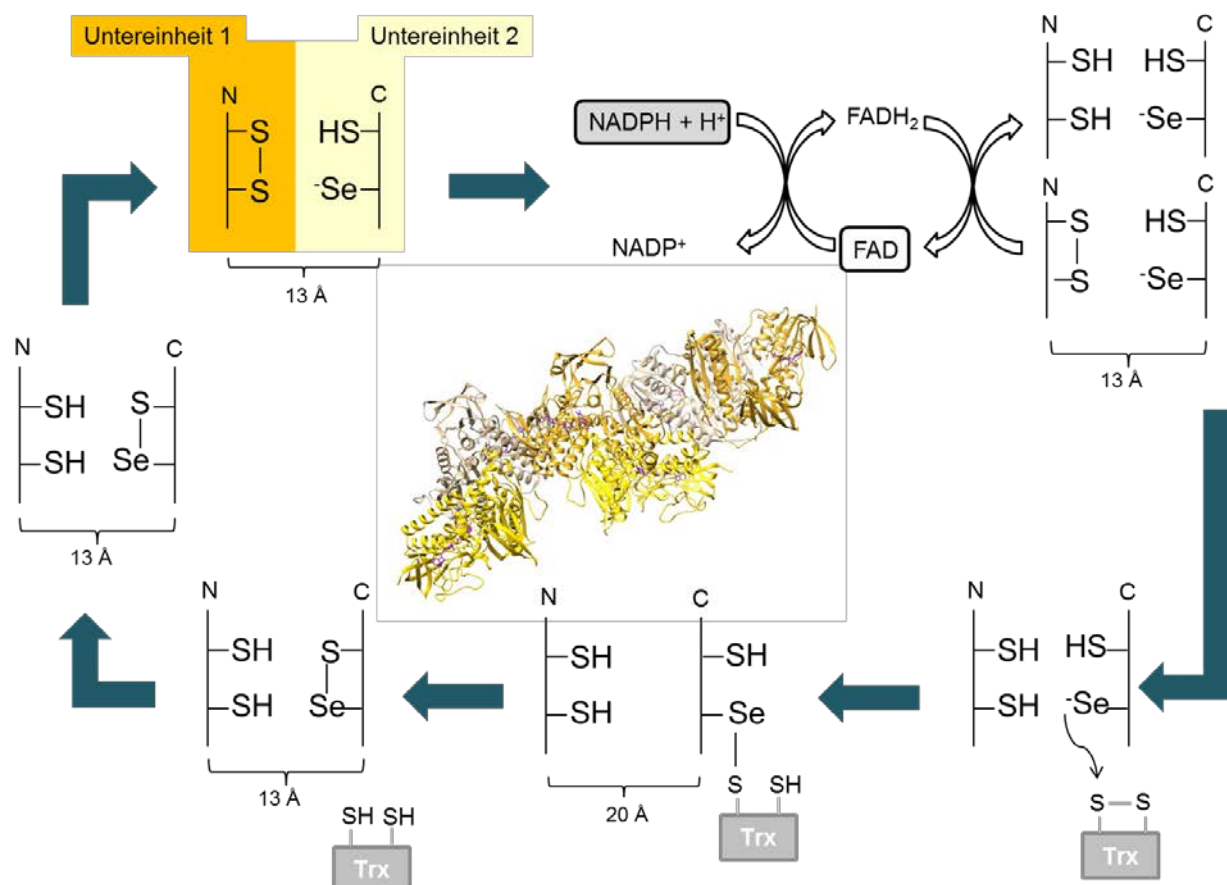 Untereinheit 1
Untereinheit 2
N
C
S
HS
S
⁻Se
13 Å
NADPH + H⁺
FADH₂
NADP⁺
FAD
N
C
SH
HS
SH
⁻Se
N
C
S
HS
S
⁻Se
13 Å
N
C
SH
HS
SH
⁻Se
S
S
Trx
N
C
SH
SH
SH
Se
S
SH
20 Å
Trx
N
C
SH
S
SH
Se
13 Å
SH
SH
Trx
N
C
SH
S
SH
Se
13 Å